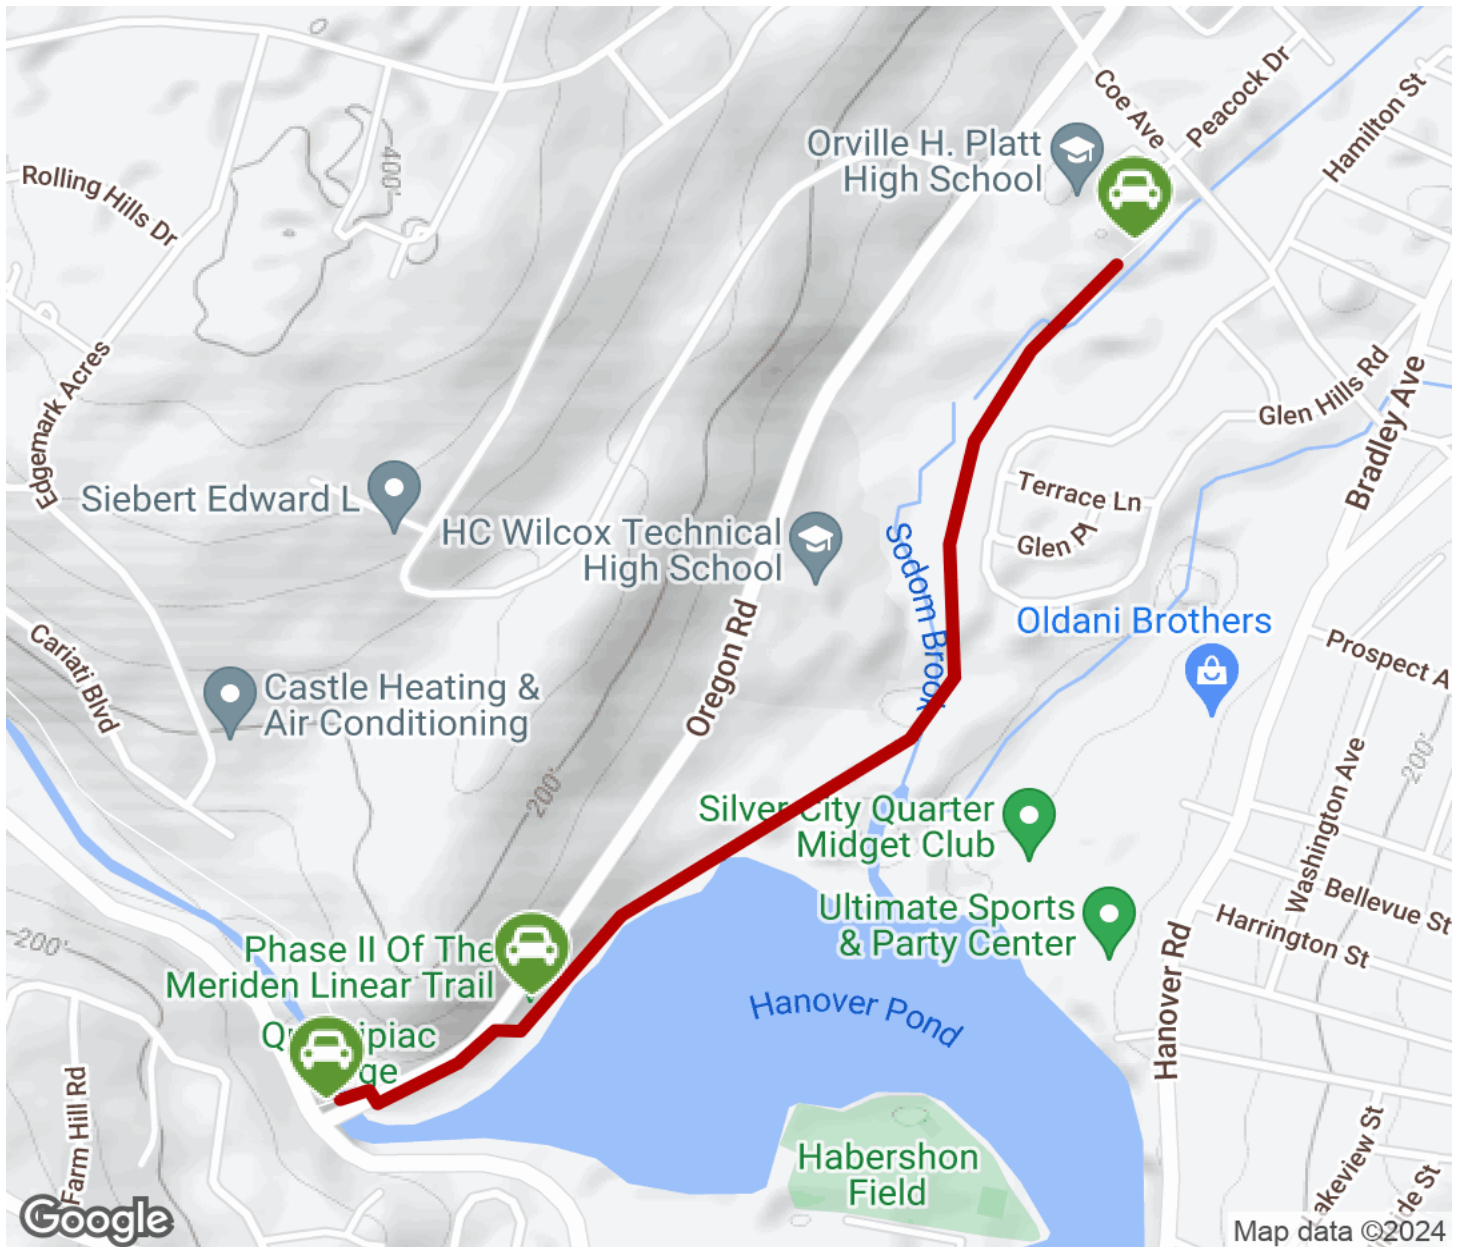 Coe Ave
Peacock Dr
Hamilton St
Orville H. Platt
High School
400'
Rolling Hills Dr
Edgemark Acres
Glen Hills Rd
Bradley Ave
Siebert Edward L
HC Wilcox Technical
High School
Terrace Ln
Glen Pl
Sodom Brook
Oldani Brothers
Cariati Blvd
Oregon Rd
Prospect A
Castle Heating &
Air Conditioning
200'
200'
Silver City Quarter
Midget Club
Washington Ave
Bellevue St
Ultimate Sports
& Party Center
Harrington St
200'
Phase II Of The
Meriden Linear Trail
Hanover Pond
Hanover Rd
Farm Hill Rd
Habershon
Field
akeview St
Google
Map data ©2024